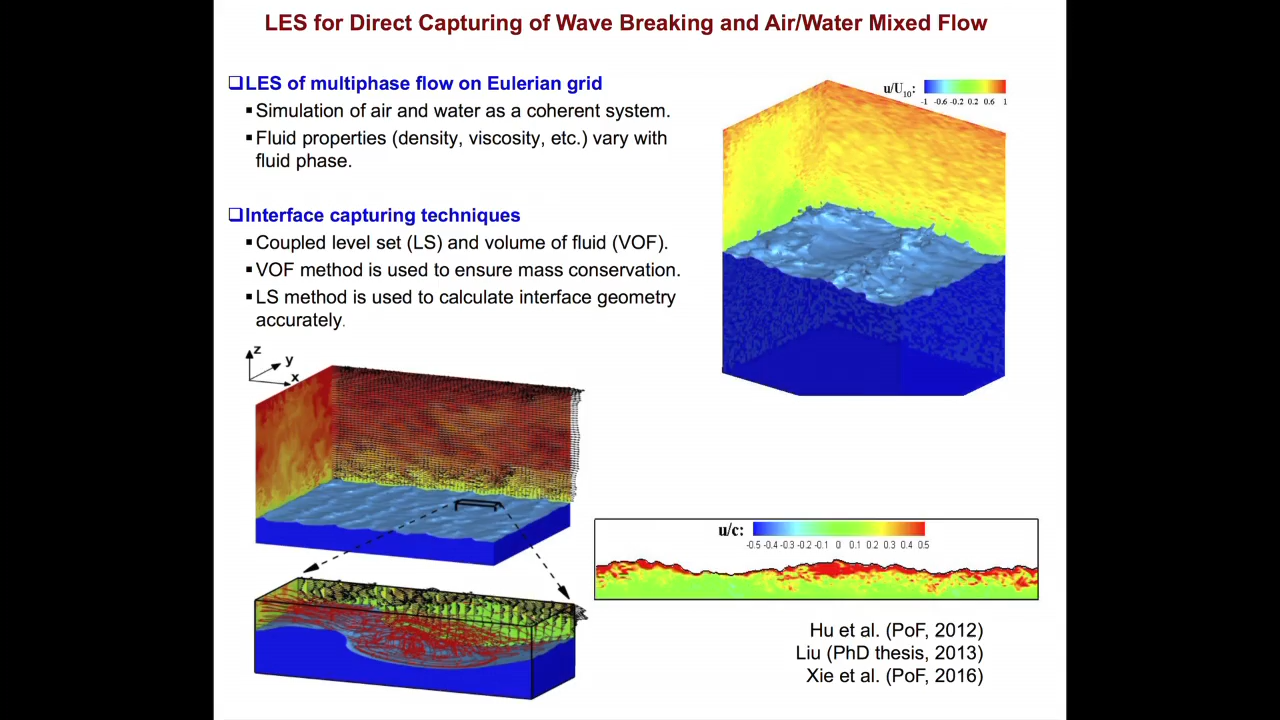 LES for Direct Capturing of Wave Breaking and Air/Water Mixed Flow
❑LES of multiphase flow on Eulerian grid
▪Simulation of air and water as a coherent system.
▪Fluid properties (density, viscosity, etc.) vary with
fluid phase.
❑Interface capturing techniques
▪Coupled level set (LS) and volume of fluid (VOF).
▪VOF method is used to ensure mass conservation.
▪LS method is used to calculate interface geometry
accurately.
u/U10:
-1 -0.6 -0.2 0.2 0.6 1
z
y
x
u/c:
-0.5 -0.4 -0.3 -0.2 -0.1 0 0.1 0.2 0.3 0.4 0.5
Hu et al. (PoF, 2012)
Liu (PhD thesis, 2013)
Xie et al. (PoF, 2016)